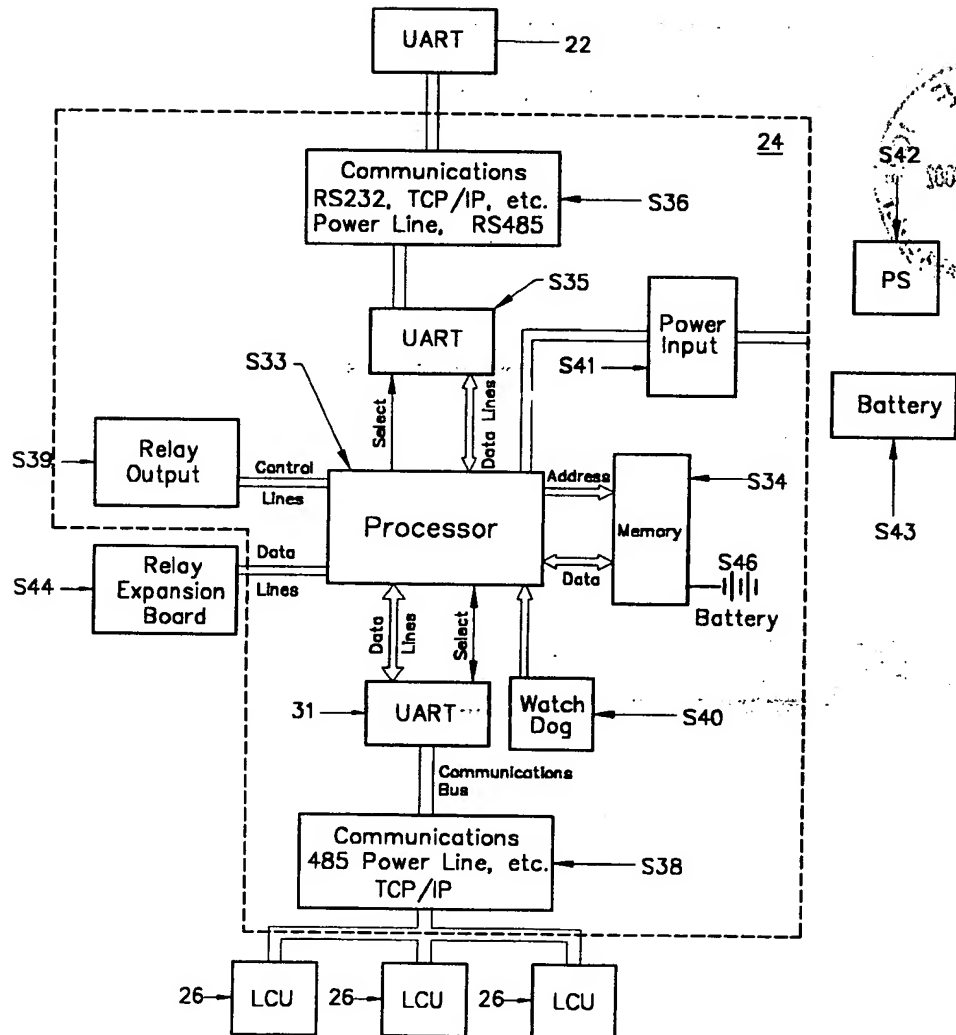 UART
22
24
Communications
RS232, TCP/IP, etc.
Power Line, RS485
S36
S42
PS
S35
UART
Power
Input
S41
S33
Select
Data Lines
Battery
S43
S39
Relay
Output
Control
Lines
Processor
Address
Memory
S34
Data
S46
Battery
S44
Relay
Expansion
Board
Data
Lines
Data
Lines
Select
31
UART
Watch
Dog
S40
Communications
Bus
Communications
485 Power Line, etc.
TCP/IP
S38
26
LCU
26
LCU
26
LCU